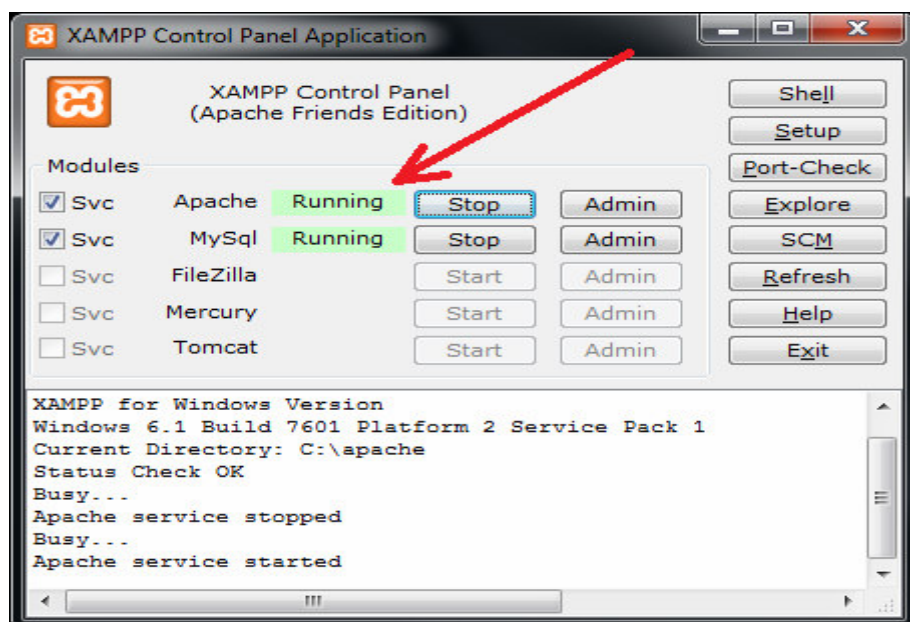 XAMPP Control Panel Application
XAMPP Control Panel
(Apache Friends Edition)
Shell
Setup
Port-Check
Modules
Svc Apache Running Stop Admin Explore
Svc MySql Running Stop Admin SCM
Svc FileZilla Start Admin Refresh
Svc Mercury Start Admin Help
Svc Tomcat Start Admin Exit
XAMPP for Windows Version
Windows 6.1 Build 7601 Platform 2 Service Pack 1
Current Directory: C:\apache
Status Check OK
Busy...
Apache service stopped
Busy...
Apache service started